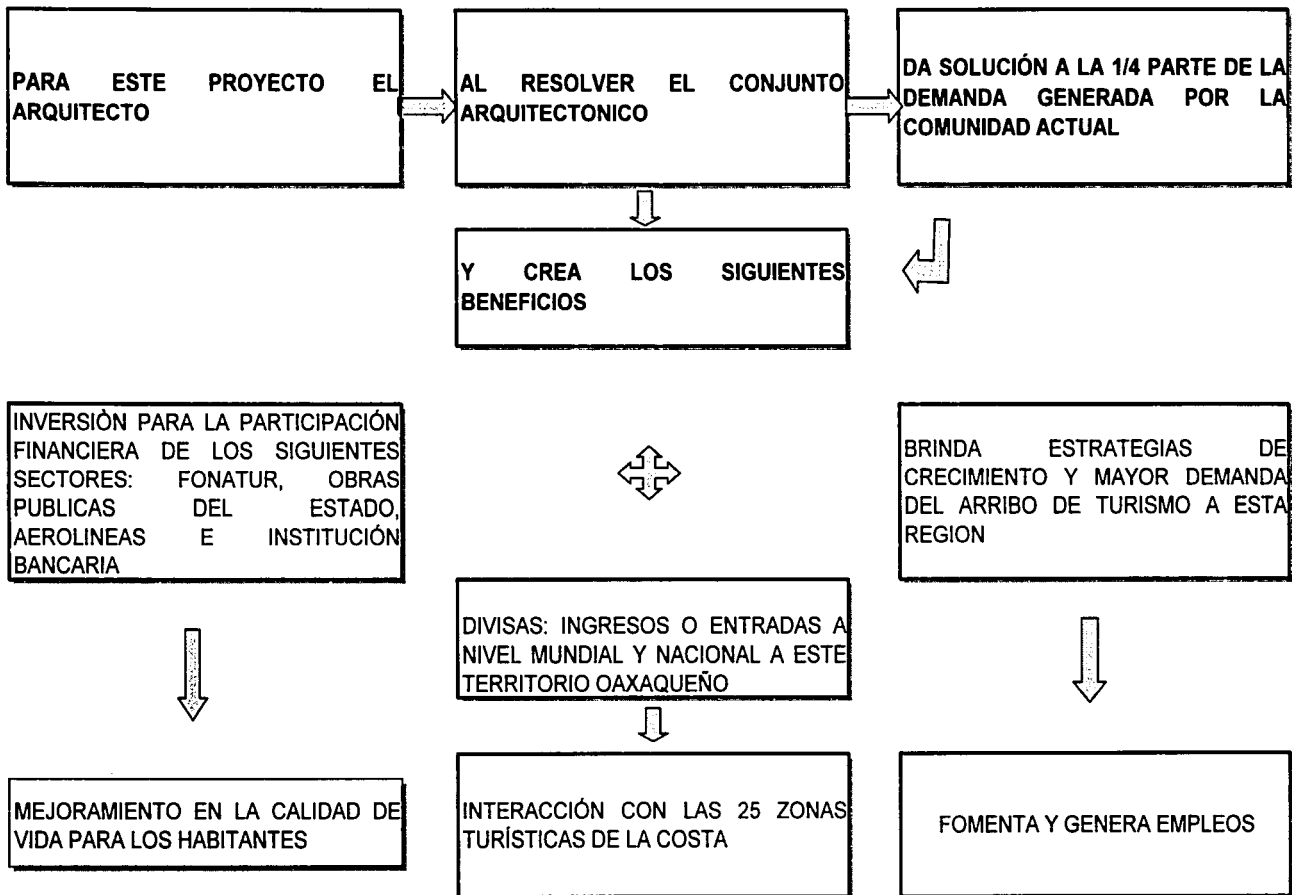 PARA ESTE PROYECTO EL
ARQUITECTO
AL RESOLVER EL CONJUNTO
ARQUITECTONICO
DA SOLUCIÓN A LA 1/4 PARTE DE LA
DEMANDA GENERADA POR LA
COMUNIDAD ACTUAL
Y CREA LOS SIGUIENTES
BENEFICIOS
INVERSIÒN PARA LA PARTICIPACIÓN
FINANCIERA DE LOS SIGUIENTES
SECTORES: FONATUR, OBRAS
PUBLICAS DEL ESTADO,
AEROLINEAS E INSTITUCIÓN
BANCARIA
BRINDA ESTRATEGIAS DE
CRECIMIENTO Y MAYOR DEMANDA
DEL ARRIBO DE TURISMO A ESTA
REGION
DIVISAS: INGRESOS O ENTRADAS A
NIVEL MUNDIAL Y NACIONAL A ESTE
TERRITORIO OAXAQUEÑO
MEJORAMIENTO EN LA CALIDAD DE
VIDA PARA LOS HABITANTES
INTERACCIÓN CON LAS 25 ZONAS
TURÍSTICAS DE LA COSTA
FOMENTA Y GENERA EMPLEOS